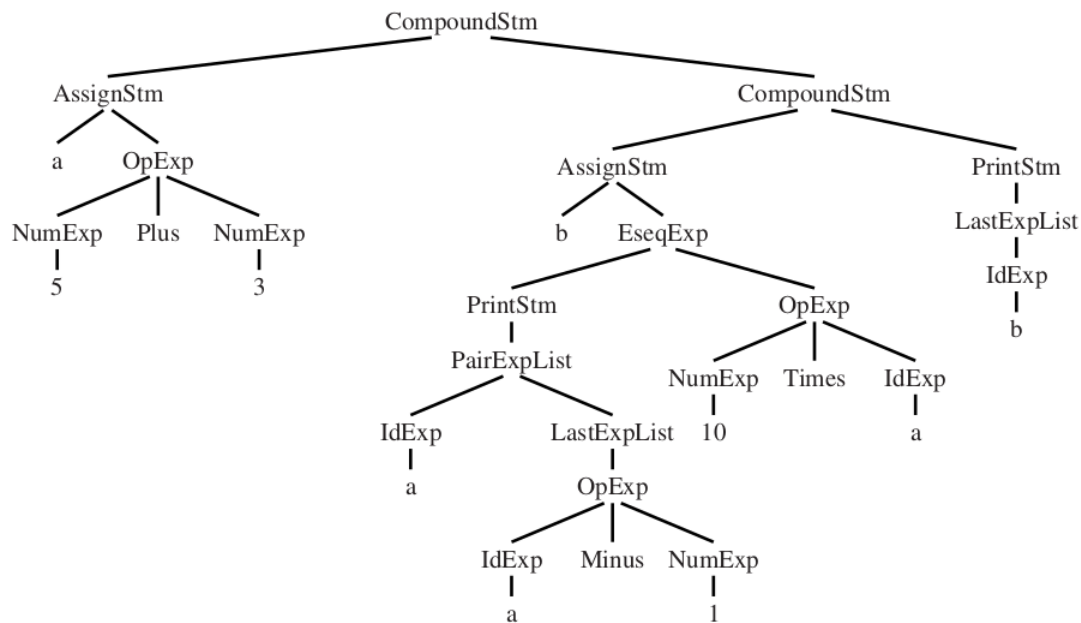 CompoundStm
AssignStm CompoundStm
a OpExp AssignStm PrintStm
NumExp Plus NumExp b EseqExp LastExpList
5 3 PrintStm OpExp IdExp
PairExpList b
NumExp Times IdExp
IdExp LastExpList 10 a
a OpExp
IdExp Minus NumExp
a 1